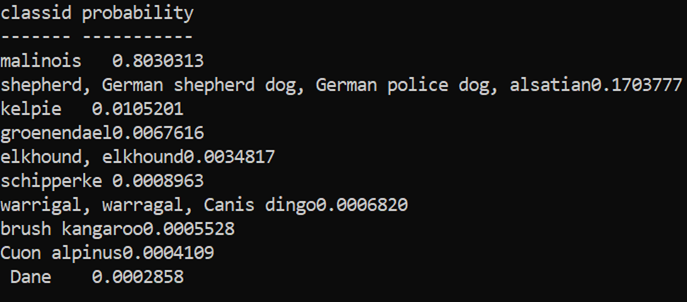 classid probability
------- -----------
malinois   0.8030313
shepherd, German shepherd dog, German police dog, alsatian0.1703777
kelpie   0.0105201
groenendael0.0067616
elkhound, elkhound0.0034817
schipperke 0.0008963
warrigal, warragal, Canis dingo0.0006820
brush kangaroo0.0005528
Cuon alpinus0.0004109
 Dane    0.0002858